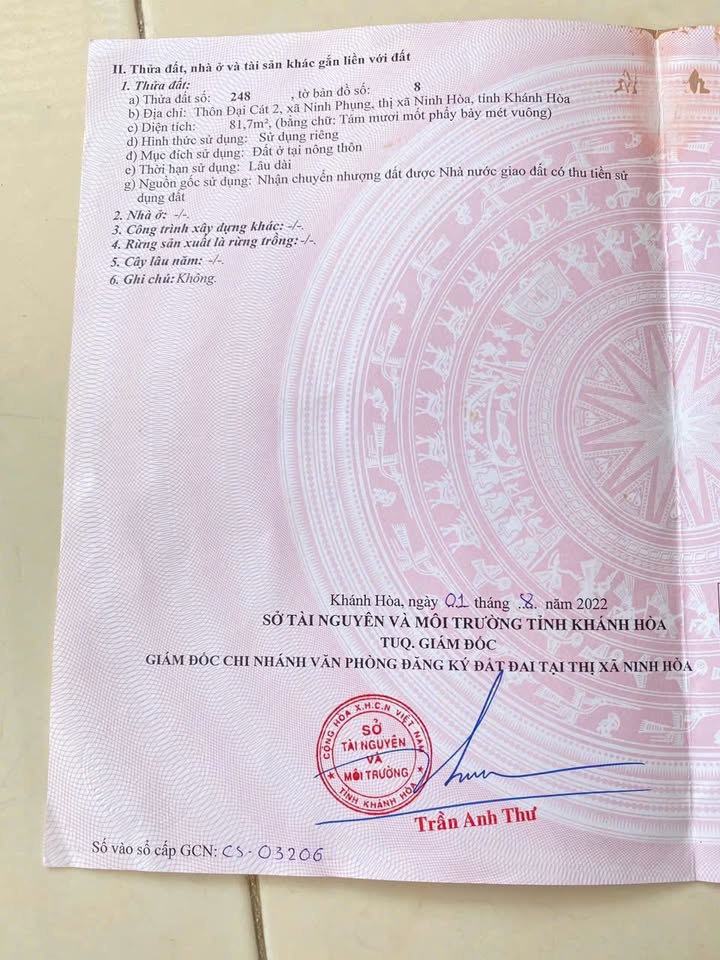 II. Thửa đất, nhà ở và tài sản khác gắn liền với đất
1. Thửa đất:
a) Thửa đất số: 248 , tờ bản đồ số: 8
b) Địa chỉ: Thôn Đại Cát 2, xã Ninh Phụng, thị xã Ninh Hòa, tỉnh Khánh Hòa
c) Diện tích: 81,7m², (bằng chữ: Tám mươi mốt phẩy bảy mét vuông)
d) Hình thức sử dụng: Sử dụng riêng
đ) Mục đích sử dụng: Đất ở tại nông thôn
e) Thời hạn sử dụng: Lâu dài
g) Nguồn gốc sử dụng: Nhận chuyển nhượng đất được Nhà nước giao đất có thu tiền sử
dụng đất
2. Nhà ở: -/-.
3. Công trình xây dựng khác: -/-.
4. Rừng sản xuất là rừng trồng: -/-.
5. Cây lâu năm: -/-.
6. Ghi chú: Không.
Khánh Hòa, ngày 01 tháng .8. năm 2022
SỞ TÀI NGUYÊN VÀ MÔI TRƯỜNG TỈNH KHÁNH HÒA
TUQ. GIÁM ĐỐC
GIÁM ĐỐC CHI NHÁNH VĂN PHÒNG ĐĂNG KÝ ĐẤT ĐAI TẠI THỊ XÃ NINH HÒA
CỘNG HÒA X.H.C.N VIỆT NAM
SỞ
TÀI NGUYÊN
VÀ
MÔI TRƯỜNG
TỈNH KHÁNH HÒA
Trần Anh Thư
Số vào sổ cấp GCN: CS-03206